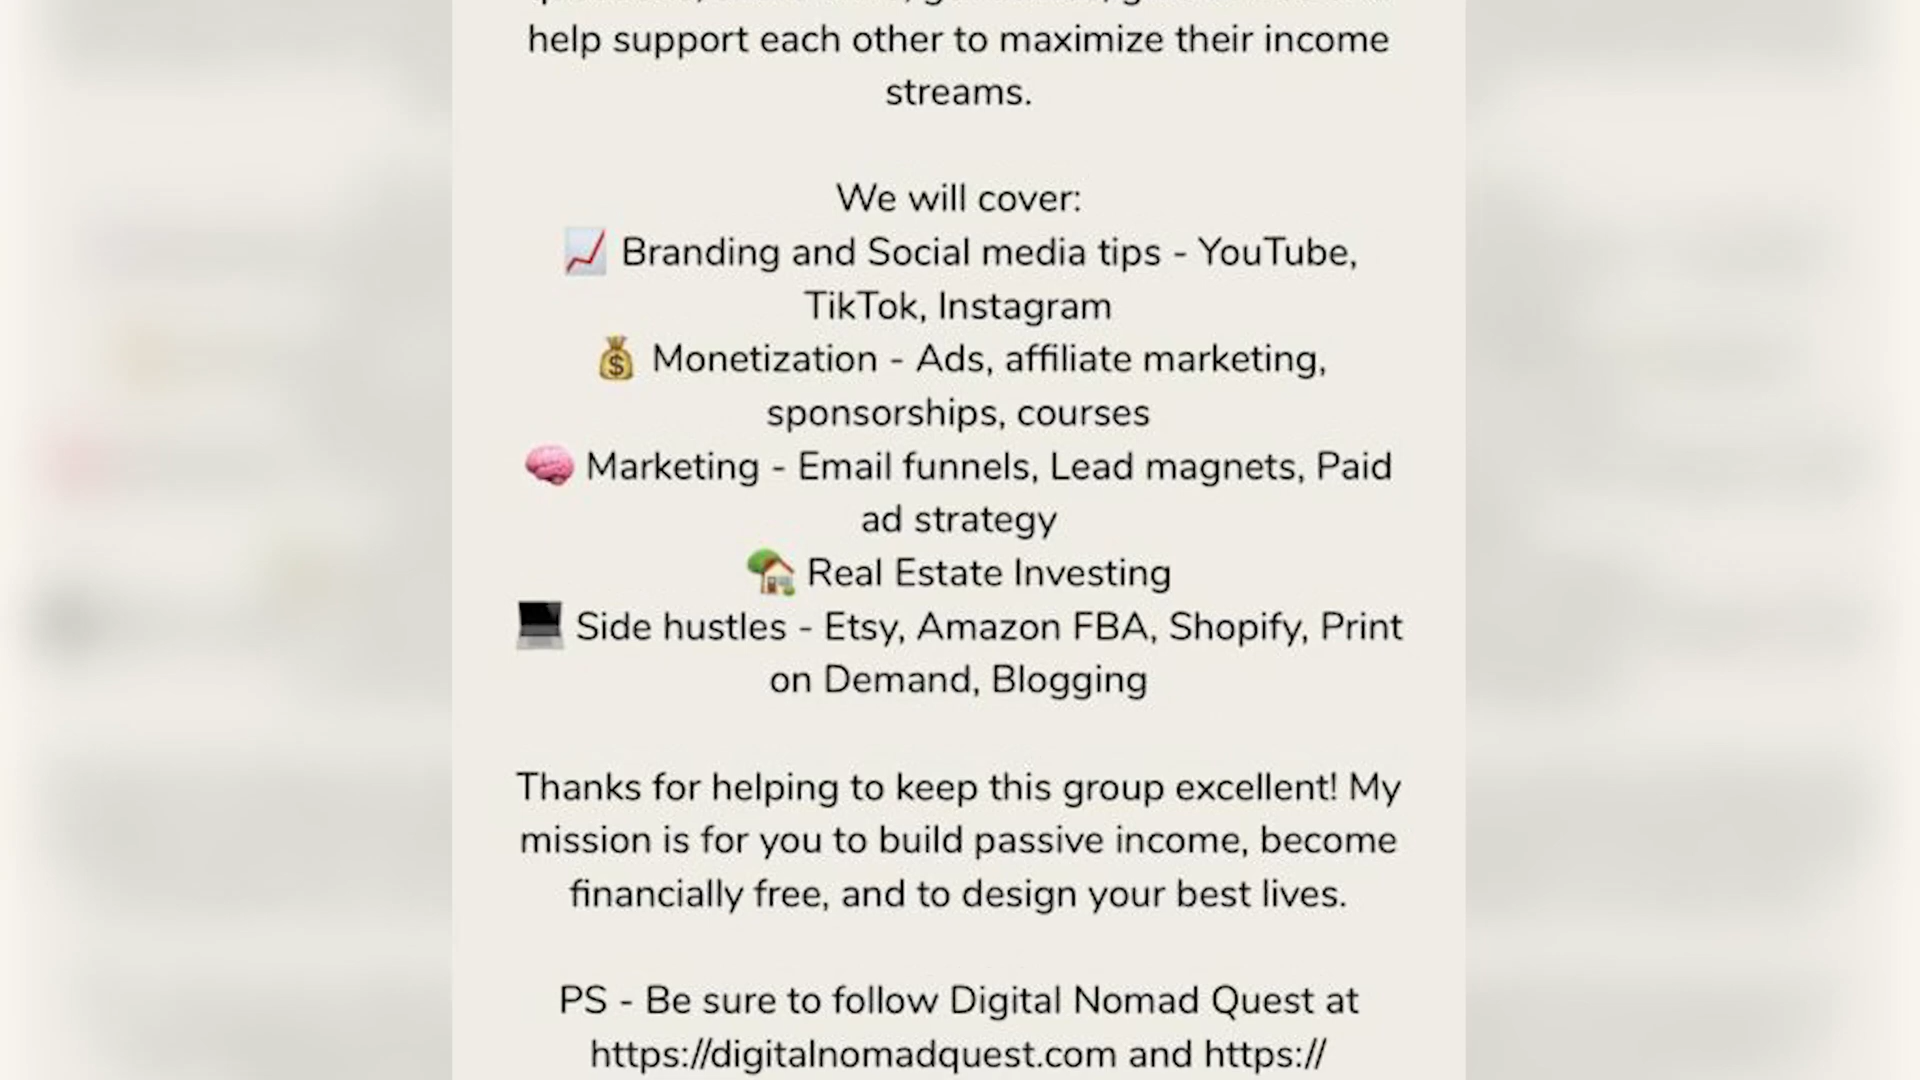 help support each other to maximize their income
streams.
We will cover:
📈 Branding and Social media tips - YouTube,
TikTok, Instagram
💰 Monetization - Ads, affiliate marketing,
sponsorships, courses
🧠 Marketing - Email funnels, Lead magnets, Paid
ad strategy
🏡 Real Estate Investing
💻 Side hustles - Etsy, Amazon FBA, Shopify, Print
on Demand, Blogging
Thanks for helping to keep this group excellent! My
mission is for you to build passive income, become
financially free, and to design your best lives.
PS - Be sure to follow Digital Nomad Quest at
https://digitalnomadquest.com and https://